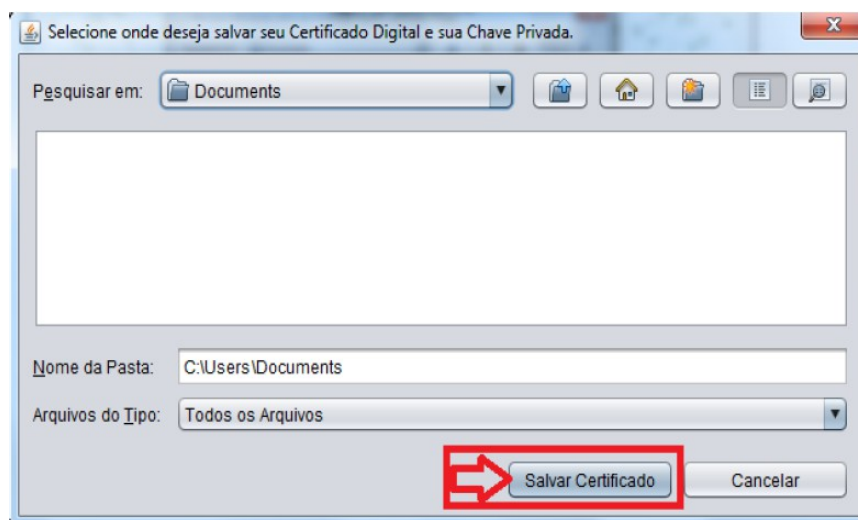 Selecione onde deseja salvar seu Certificado Digital e sua Chave Privada.
Pesquisar em: Documents
Nome da Pasta: C:\Users\Documents
Arquivos do Tipo: Todos os Arquivos
Salvar Certificado Cancelar